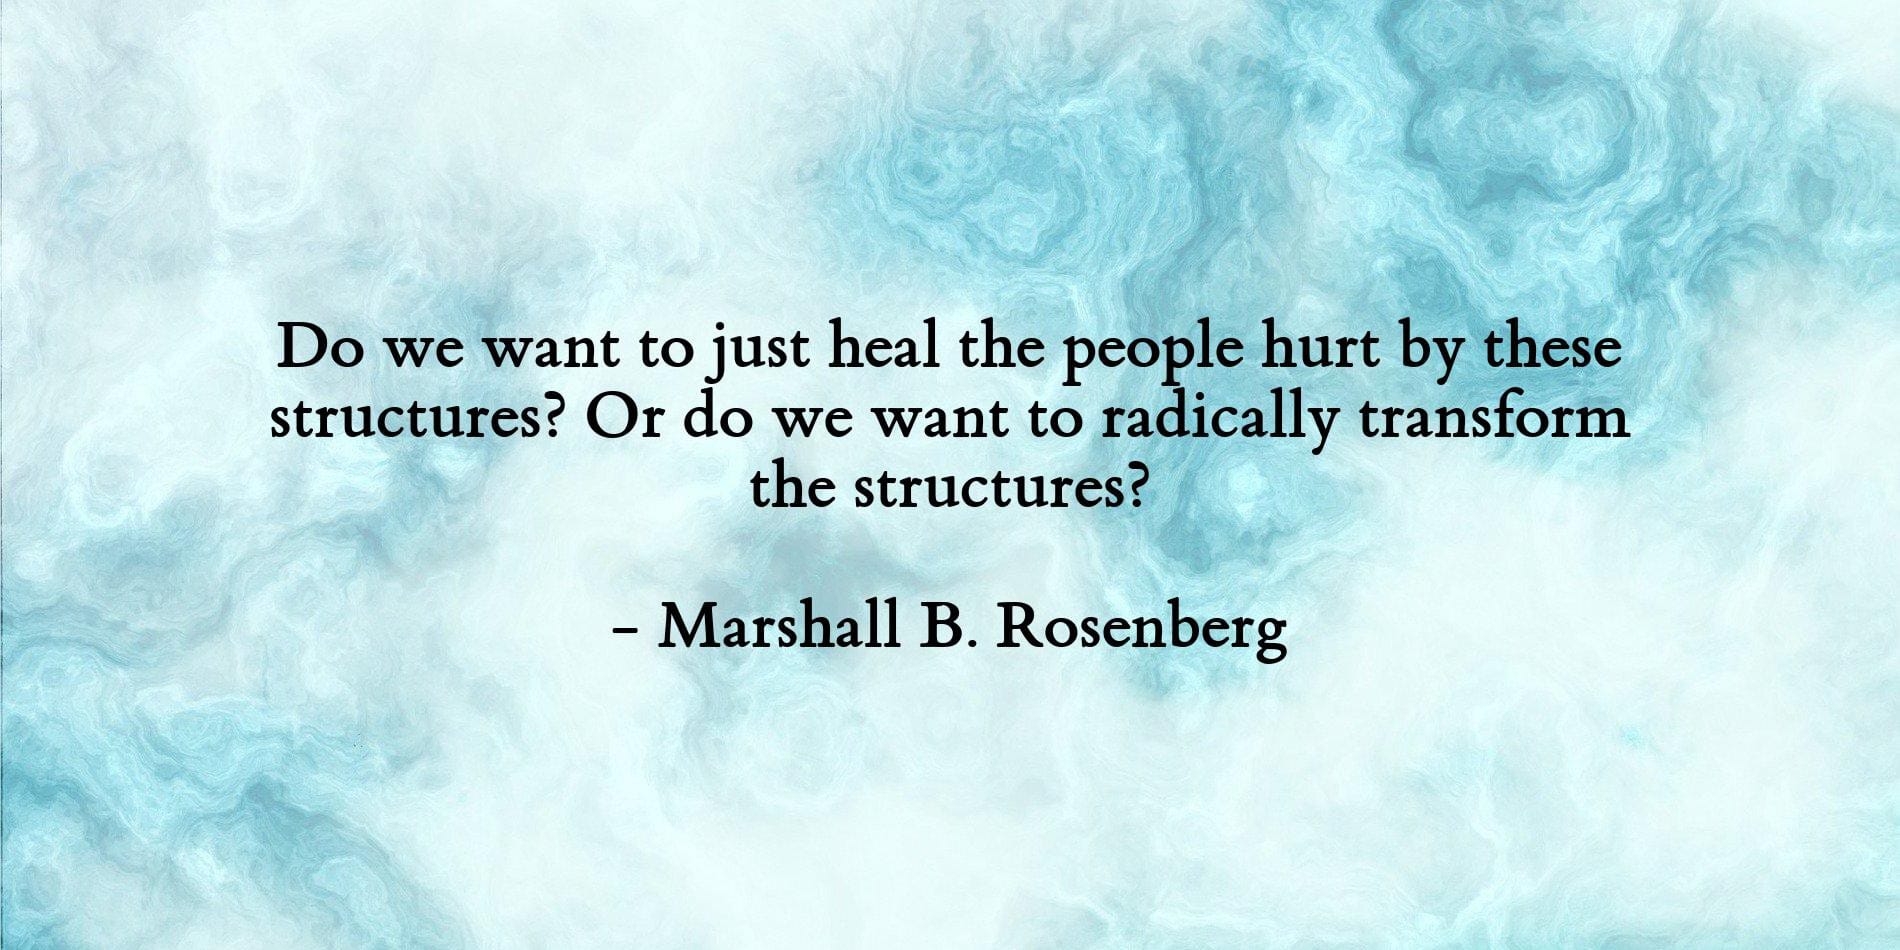 Do we want to just heal the people hurt by these
structures? Or do we want to radically transform
the structures?
– Marshall B. Rosenberg